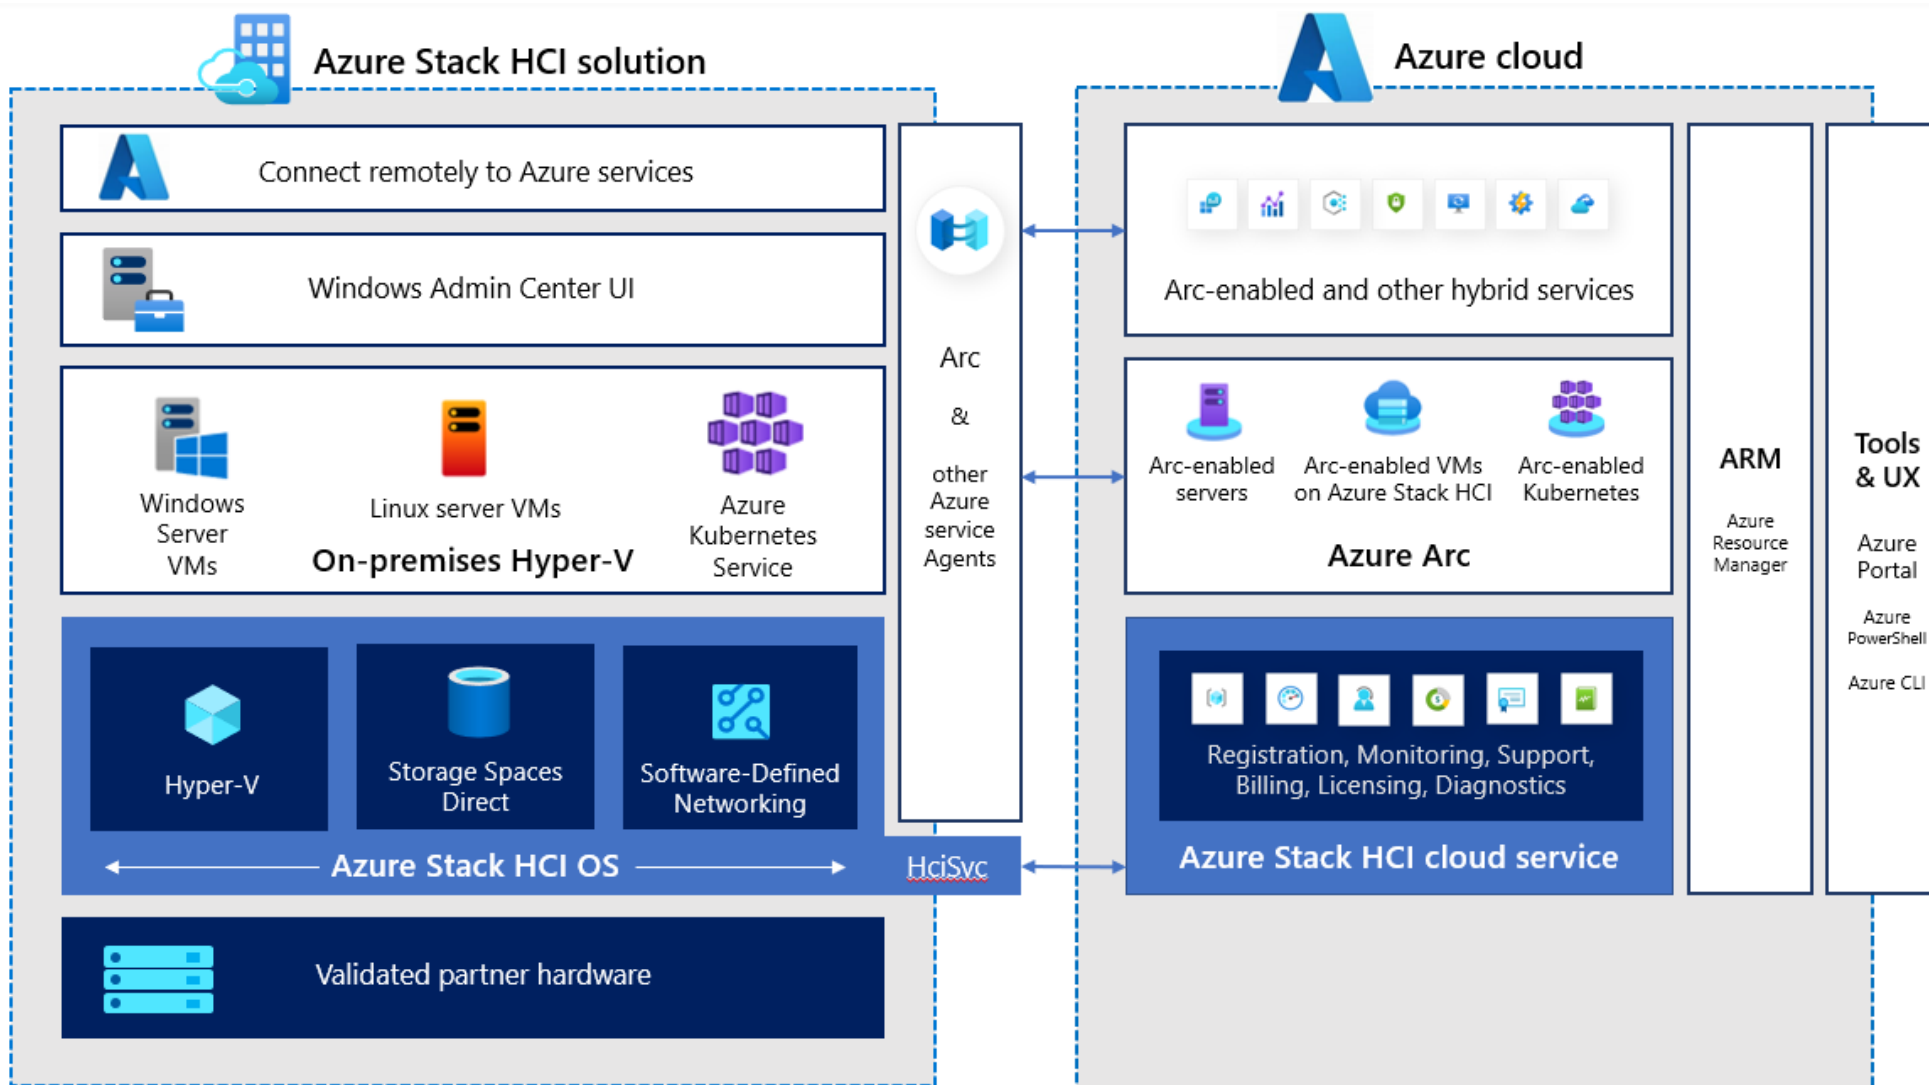 Azure Stack HCI solution
Connect remotely to Azure services
Windows Admin Center UI
Windows
Server
VMs
Linux server VMs
Azure
Kubernetes
Service
On-premises Hyper-V
Hyper-V
Storage Spaces
Direct
Software-Defined
Networking
Azure Stack HCI OS
HciSvc
Validated partner hardware
Arc
&
other
Azure
service
Agents
Azure cloud
Arc-enabled and other hybrid services
Arc-enabled
servers
Arc-enabled VMs
on Azure Stack HCI
Arc-enabled
Kubernetes
Azure Arc
Registration, Monitoring, Support,
Billing, Licensing, Diagnostics
Azure Stack HCI cloud service
ARM
Azure
Resource
Manager
Tools
& UX
Azure
Portal
Azure
PowerShell
Azure CLI